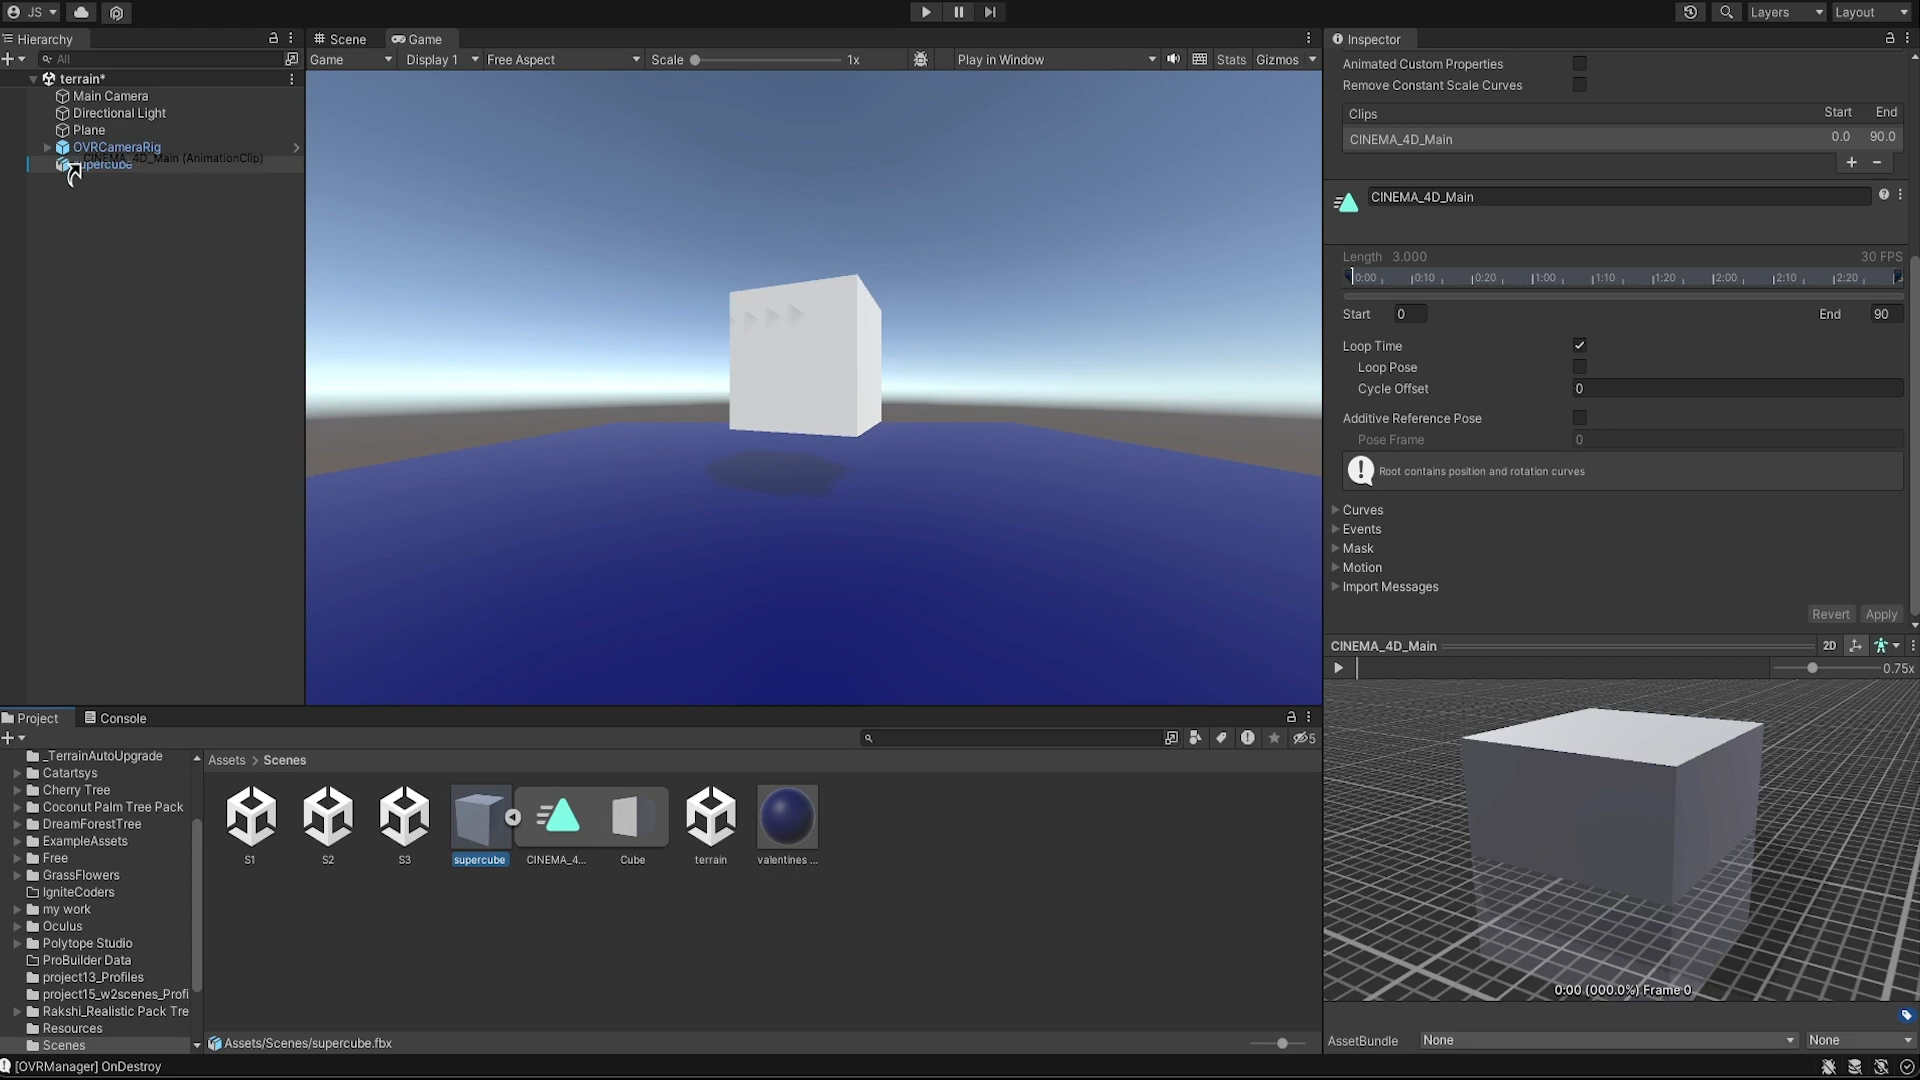 JS
Layers
Layout
Hierarchy
Scene
Game
Inspector
All
Game
Display 1
Free Aspect
Scale
1x
Play in Window
Stats
Gizmos
terrain*
Main Camera
Directional Light
Plane
OVRCameraRig
CINEMA_4D_Main (AnimationClip)
supercube
Animated Custom Properties
Remove Constant Scale Curves
Clips
Start
End
CINEMA_4D_Main
0.0
90.0
CINEMA_4D_Main
Length 3.000
30 FPS
0:00
0:10
0:20
1:00
1:10
1:20
2:00
2:10
2:20
Start
0
End
90
Loop Time
Loop Pose
Cycle Offset
0
Additive Reference Pose
Pose Frame
0
Root contains position and rotation curves
Curves
Events
Mask
Motion
Import Messages
Revert
Apply
CINEMA_4D_Main
2D
0.75x
0:00 (000.0%) Frame 0
AssetBundle
None
None
Project
Console
5
_TerrainAutoUpgrade
Catartsys
Cherry Tree
Coconut Palm Tree Pack
DreamForestTree
ExampleAssets
Free
GrassFlowers
IgniteCoders
my work
Oculus
Polytope Studio
ProBuilder Data
project13_Profiles
project15_w2scenes_Profi
Rakshi_Realistic Pack Tre
Resources
Scenes
Assets > Scenes
S1
S2
S3
supercube
CINEMA_4...
Cube
terrain
valentines ...
Assets/Scenes/supercube.fbx
[OVRManager] OnDestroy